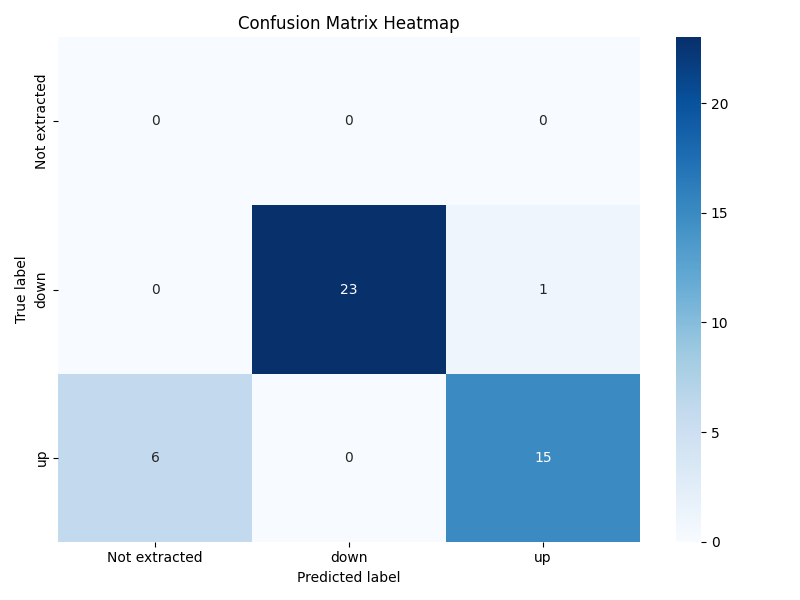 Confusion Matrix Heatmap
Not extracted
0 0 0
20
15
True label
down
0 23 1
10
5
up
6 0 15
0
Not extracted down up
Predicted label